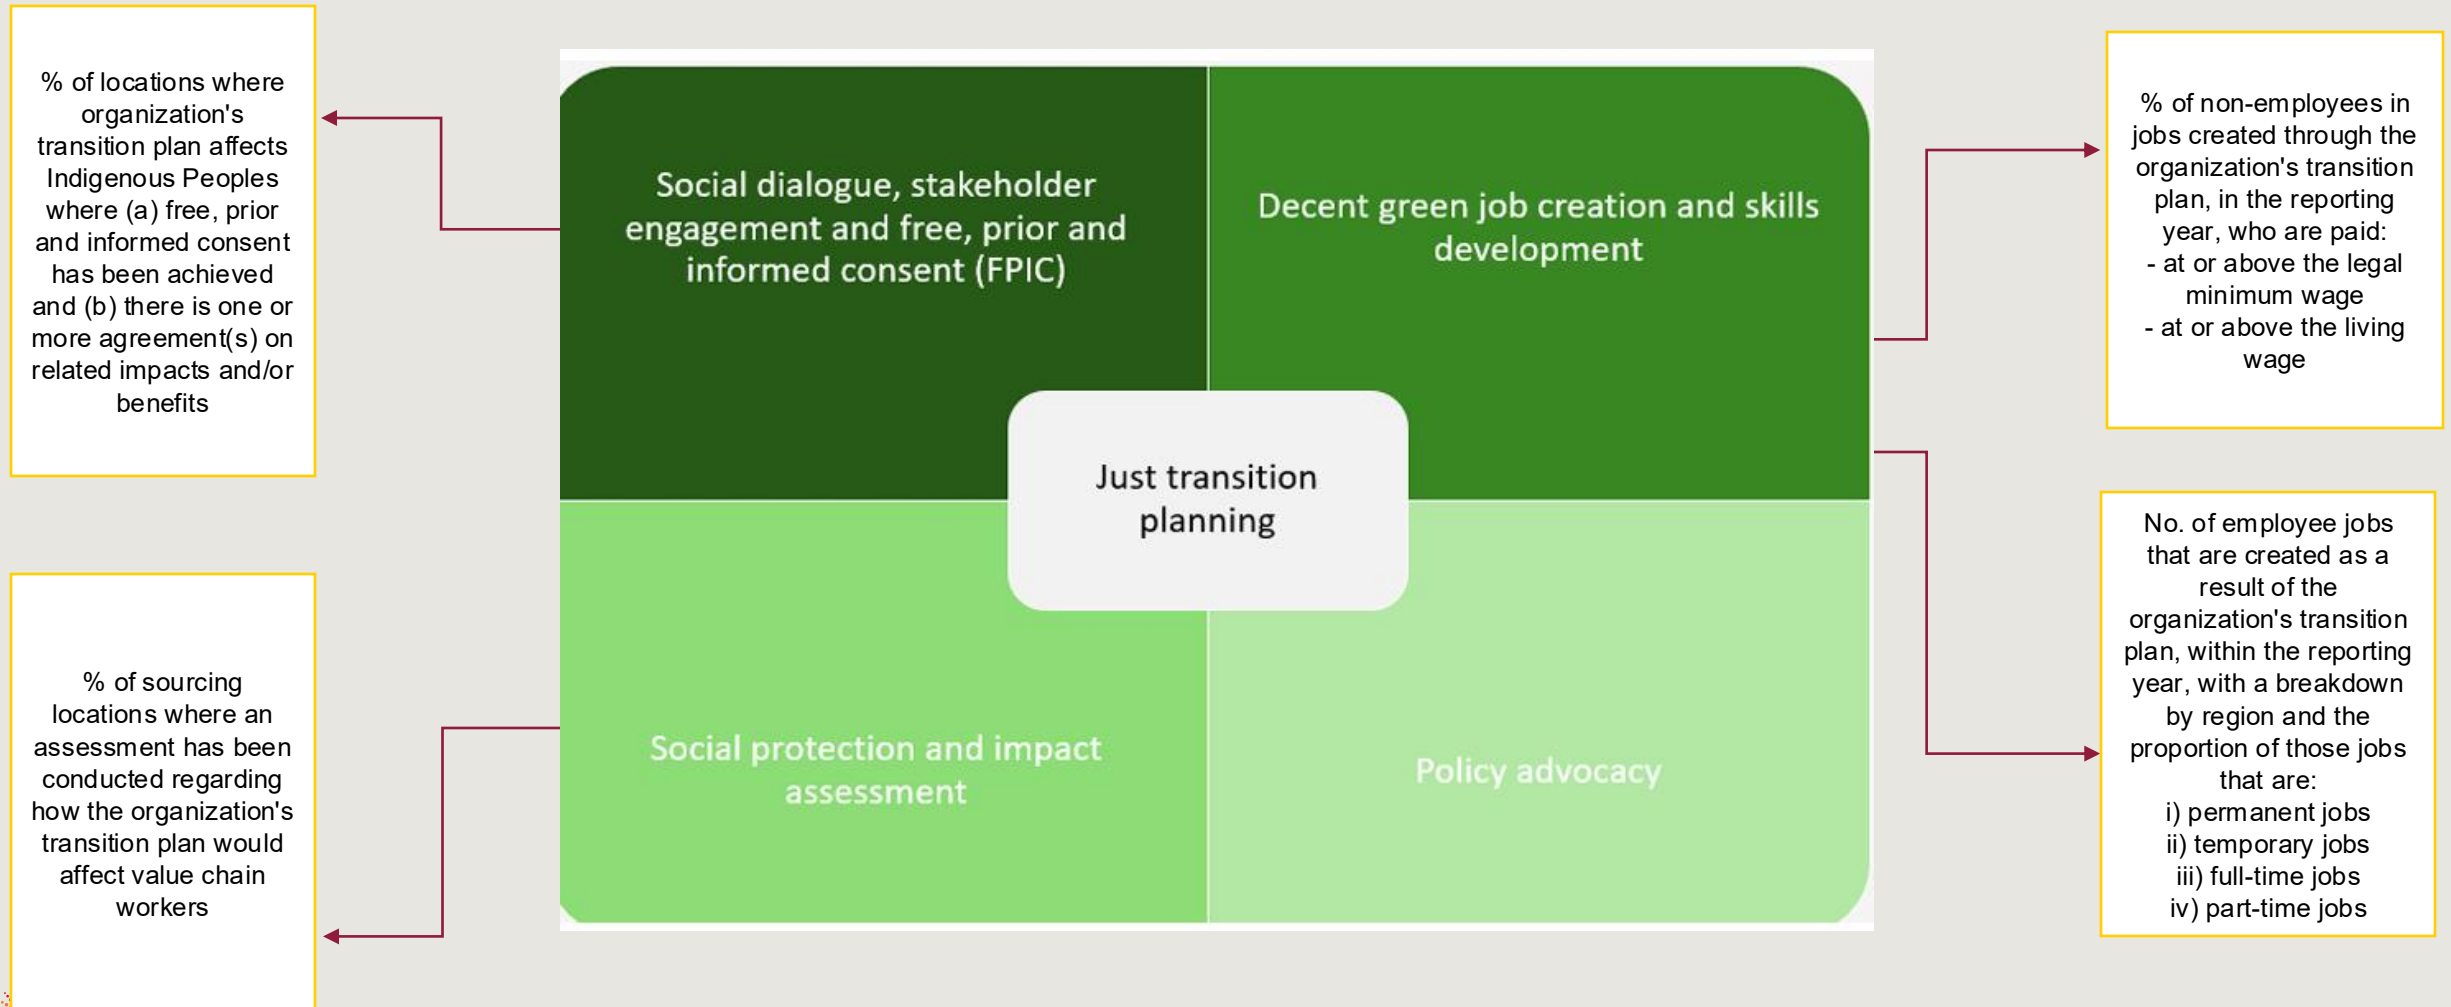 % of locations where
organization's
transition plan affects
Indigenous Peoples
where (a) free, prior
and informed consent
has been achieved
and (b) there is one or
more agreement(s) on
related impacts and/or
benefits
% of sourcing
locations where an
assessment has been
conducted regarding
how the organization's
transition plan would
affect value chain
workers
Social dialogue, stakeholder
engagement and free, prior and
informed consent (FPIC)
Decent green job creation and skills
development
Just transition
planning
Social protection and impact
assessment
Policy advocacy
% of non-employees in
jobs created through the
organization's transition
plan, in the reporting
year, who are paid:
- at or above the legal
minimum wage
- at or above the living
wage
No. of employee jobs
that are created as a
result of the
organization's transition
plan, within the reporting
year, with a breakdown
by region and the
proportion of those jobs
that are:
i) permanent jobs
ii) temporary jobs
iii) full-time jobs
iv) part-time jobs